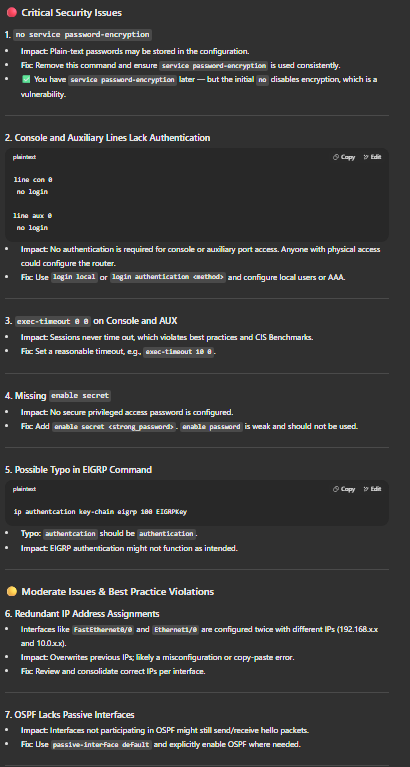 Critical Security Issues
1. no service password-encryption
• Impact: Plain-text passwords may be stored in the configuration.
• Fix: Remove this command and ensure service password-encryption is used consistently.
• ✅ You have service password-encryption later — but the initial no disables encryption, which is a
vulnerability.
2. Console and Auxiliary Lines Lack Authentication
plaintext Copy Edit
line con 0
no login
line aux 0
no login
• Impact: No authentication is required for console or auxiliary port access. Anyone with physical access
could configure the router.
• Fix: Use login local or login authentication <method> and configure local users or AAA.
3. exec-timeout 0 0 on Console and AUX
• Impact: Sessions never time out, which violates best practices and CIS Benchmarks.
• Fix: Set a reasonable timeout, e.g., exec-timeout 10 0.
4. Missing enable secret
• Impact: No secure privileged access password is configured.
• Fix: Add enable secret <strong_password>. enable password is weak and should not be used.
5. Possible Typo in EIGRP Command
plaintext Copy Edit
ip authentcation key-chain eigrp 100 EIGRPKey
• Typo: authentcation should be authentication.
• Impact: EIGRP authentication might not function as intended.
Moderate Issues & Best Practice Violations
6. Redundant IP Address Assignments
• Interfaces like FastEthernet0/0 and Ethernet1/0 are configured twice with different IPs (192.168.x.x
and 10.0.x.x).
• Impact: Overwrites previous IPs; likely a misconfiguration or copy-paste error.
• Fix: Review and consolidate correct IPs per interface.
7. OSPF Lacks Passive Interfaces
• Impact: Interfaces not participating in OSPF might still send/receive hello packets.
• Fix: Use passive-interface default and explicitly enable OSPF where needed.